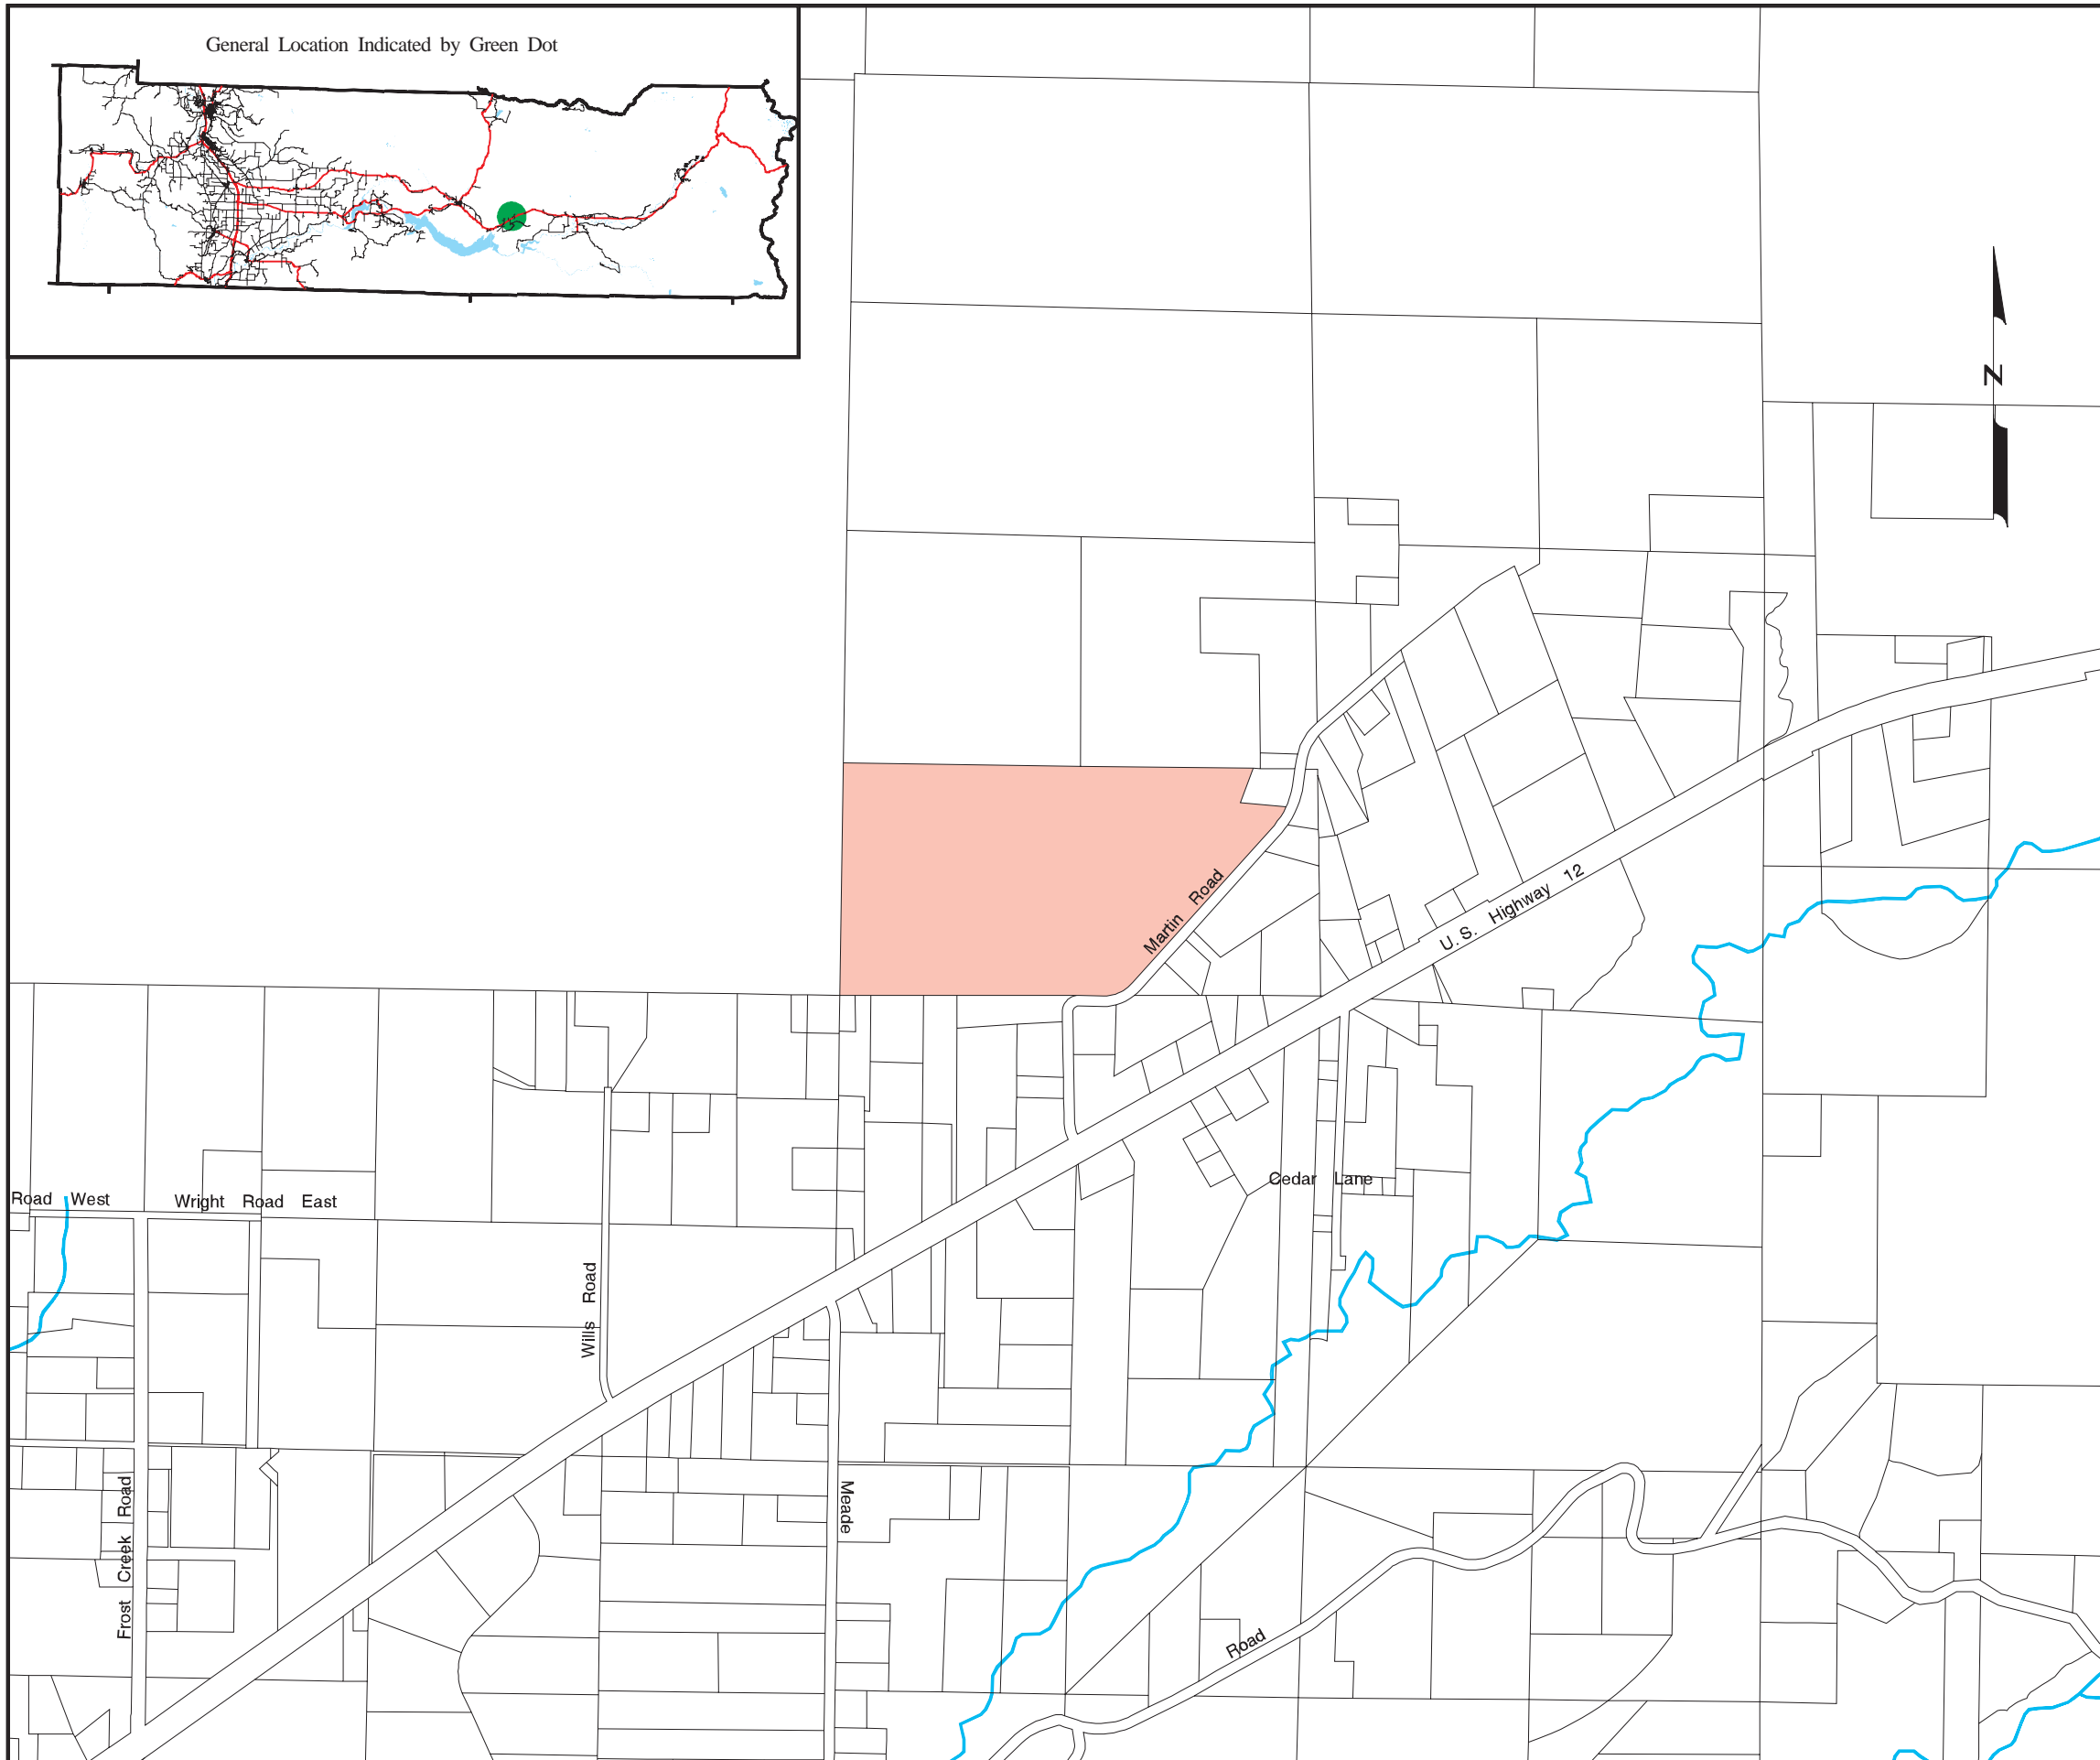 General Location Indicated by Green Dot
N
Martin Road
U. S. Highway 12
Cedar Lane
Road West
Wright Road East
Wills Road
Meade
Frost Creek Road
Road